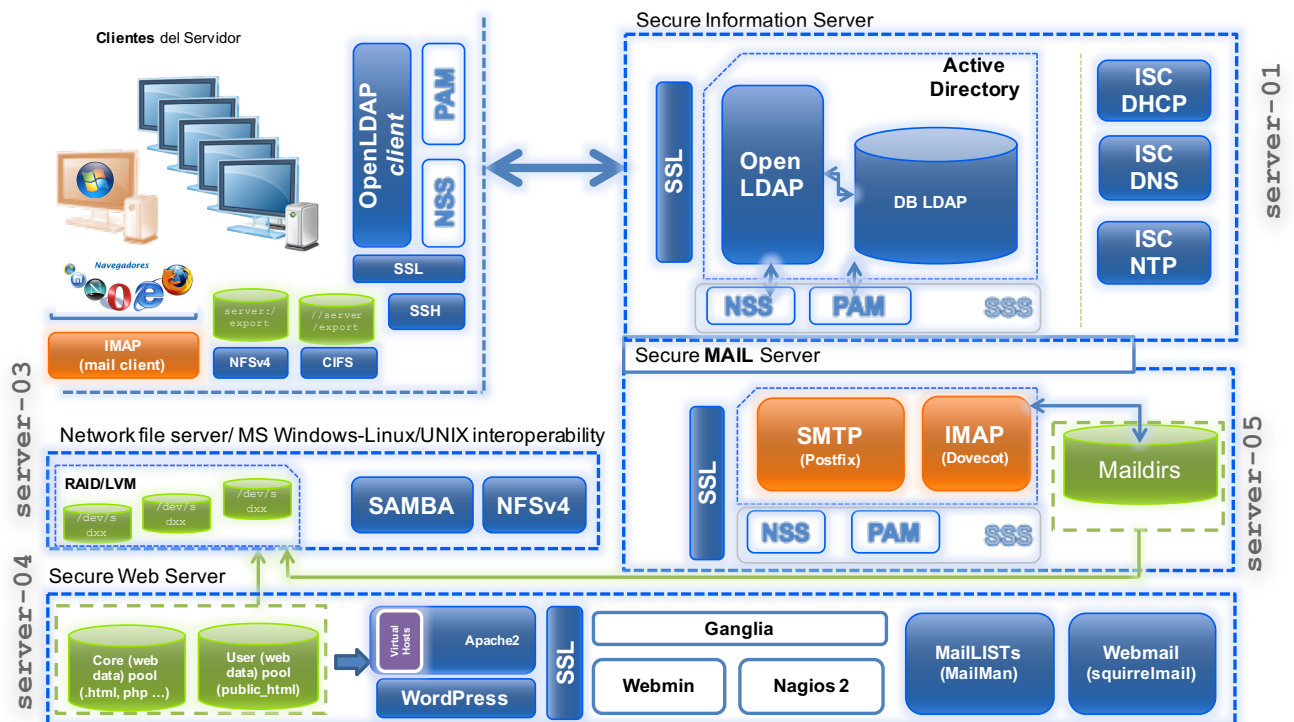 Clientes del Servidor
OpenLDAP
client
PAM
NSS
SSL
SSH
Navegadores
IMAP
(mail client)
server:/
export
NFSv4
//server
/export
CIFS
Secure Information Server
server-01
SSL
Active
Directory
Open
LDAP
DB LDAP
NSS
PAM
SSS
ISC
DHCP
ISC
DNS
ISC
NTP
Secure MAIL Server
server-05
SSL
SMTP
(Postfix)
IMAP
(Dovecot)
Maildirs
NSS
PAM
SSS
server-03
Network file server/ MS Windows-Linux/UNIX interoperability
RAID/LVM
/dev/s
dxx
/dev/s
dxx
/dev/s
dxx
SAMBA
NFSv4
server-04
Secure Web Server
Core (web
data) pool
(.html, php ...)
User (web
data) pool
(public_html)
Virtual
Hosts
Apache2
WordPress
SSL
Ganglia
Webmin
Nagios 2
MailLISTs
(MailMan)
Webmail
(squirrelmail)